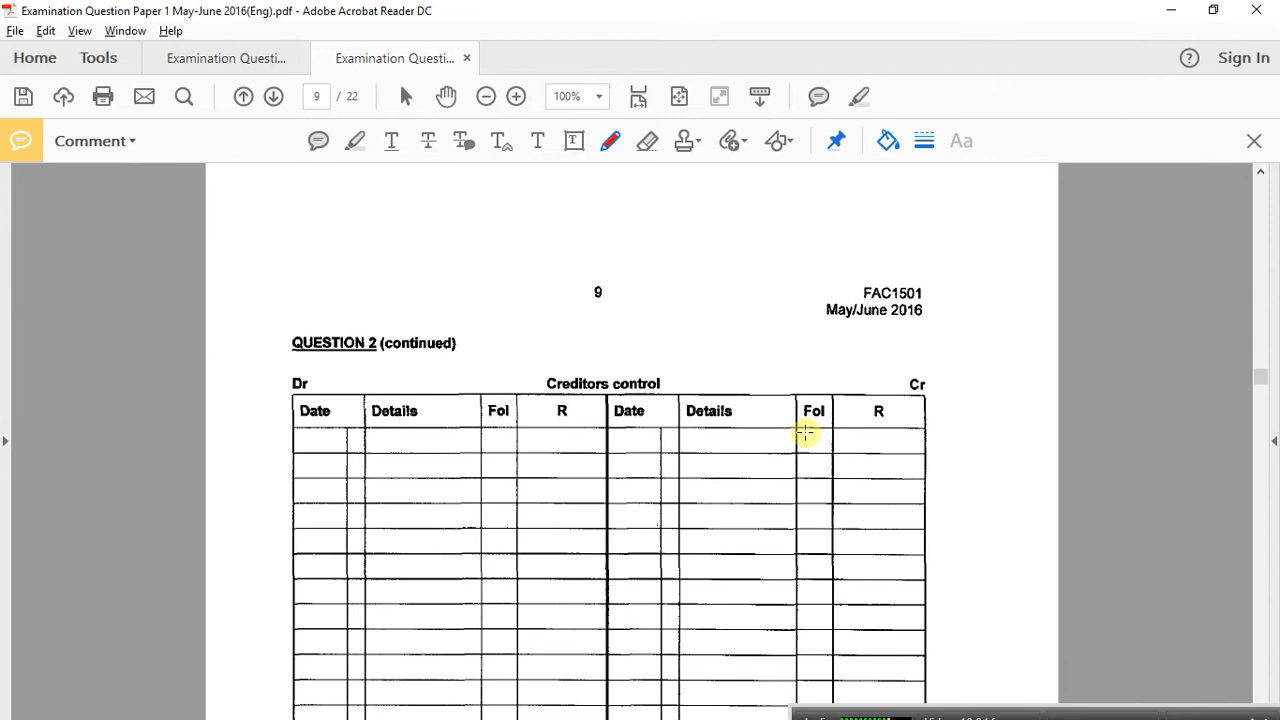 Examination Question Paper 1 May-June 2016(Eng).pdf - Adobe Acrobat Reader DC
File Edit View Window Help
Home Tools Examination Questi... Examination Questi... × ? Sign In
9 / 22 100%
Comment T T T T T T Aa
9 FAC1501
May/June 2016
QUESTION 2 (continued)
Dr Creditors control Cr
Date Details Fol R Date Details Fol R